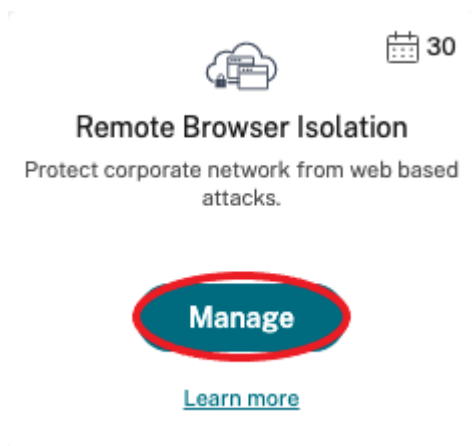 30
Remote Browser Isolation
Protect corporate network from web based
attacks.
Manage
Learn more